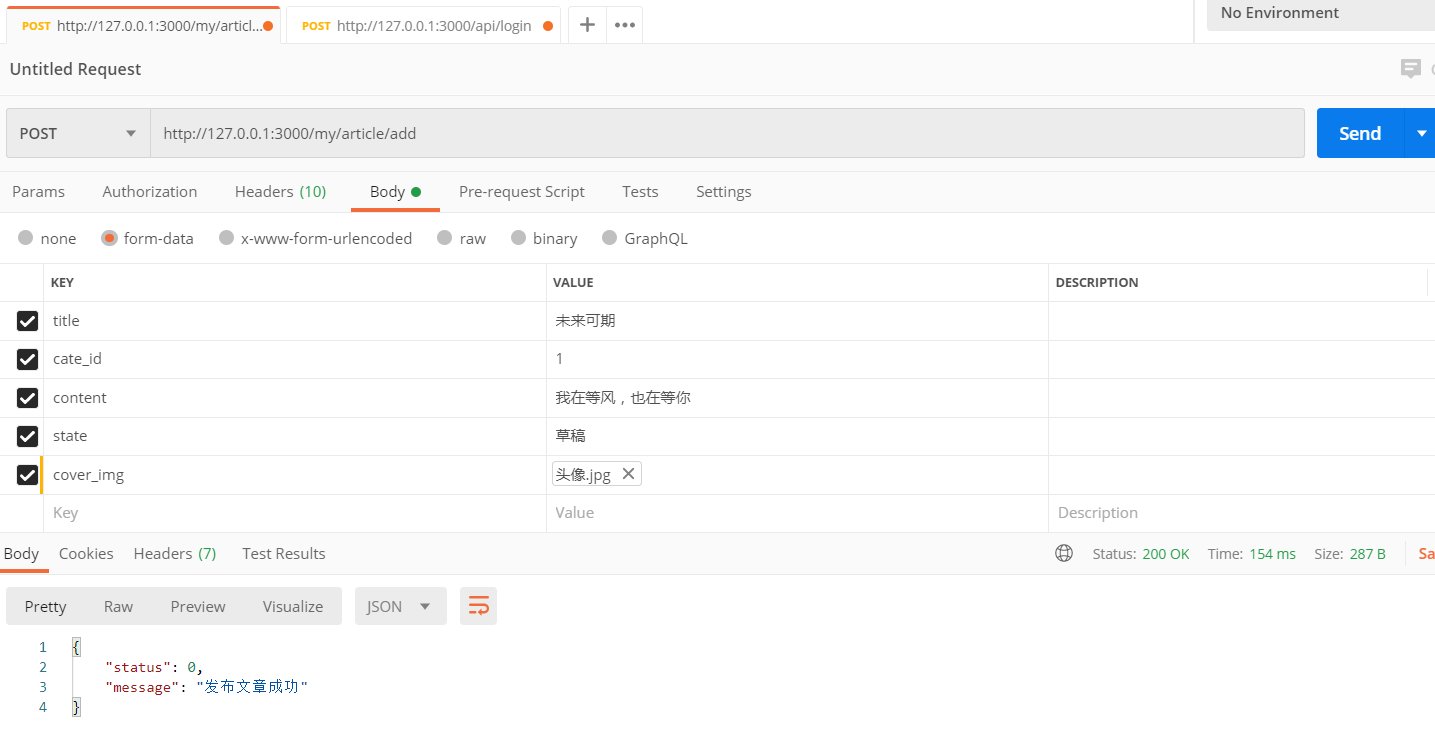 POST http://127.0.0.1:3000/my/articl... POST http://127.0.0.1:3000/api/login + ••• No Environment
Untitled Request
POST http://127.0.0.1:3000/my/article/add Send
Params Authorization Headers (10) Body Pre-request Script Tests Settings
none form-data x-www-form-urlencoded raw binary GraphQL
KEY VALUE DESCRIPTION
title 未来可期
cate_id 1
content 我在等风，也在等你
state 草稿
cover_img 头像.jpg
Key Value Description
Body Cookies Headers (7) Test Results Status: 200 OK Time: 154 ms Size: 287 B Sa
Pretty Raw Preview Visualize JSON
1 {
2 "status": 0,
3 "message": "发布文章成功"
4 }